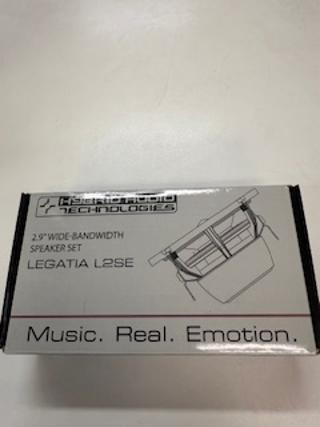 HYBRID AUDIO
TECHNOLOGIES
2.9" WIDE-BANDWIDTH
SPEAKER SET
LEGATIA L2SE
Music. Real. Emotion.